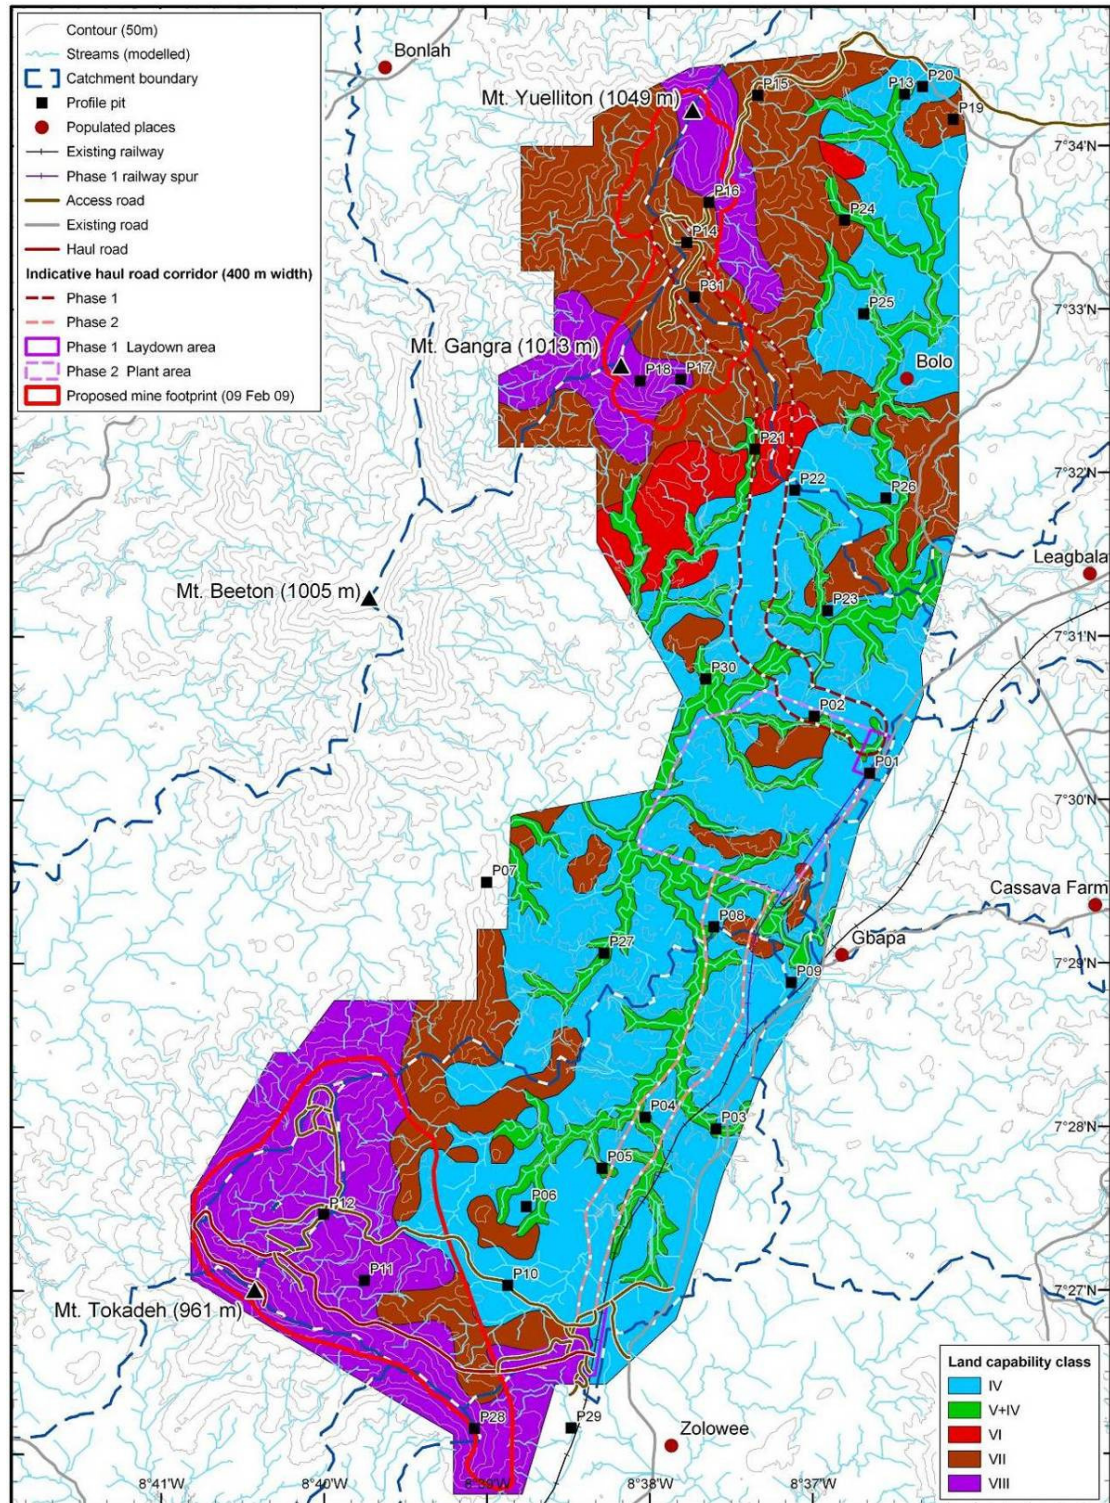 Contour (50m)
Streams (modelled)
Catchment boundary
Profile pit
Populated places
Existing railway
Phase 1 railway spur
Access road
Existing road
Haul road
Indicative haul road corridor (400 m width)
Phase 1
Phase 2
Phase 1 Laydown area
Phase 2 Plant area
Proposed mine footprint (09 Feb 09)
Bonlah
Mt. Yuelliton (1049 m)
P15
P13
P20
P19
7°34'N
P16
P24
P14
P31
7°33'N
P25
Mt. Gangra (1013 m)
Bolo
P18
P17
P21
7°32'N
P22
P26
Leagbala
Mt. Beeton (1005 m)
P23
7°31'N
P30
P02
P01
7°30'N
P07
Cassava Farm
P08
Gbapa
P27
7°29'N
P09
P04
P03
7°28'N
P05
P06
P12
P11
P10
7°27'N
Mt. Tokadeh (961 m)
P28
P29
Zolowee
Land capability class
IV
V+IV
VI
VII
VIII
8°41'W
8°40'W
8°39'W
8°38'W
8°37'W